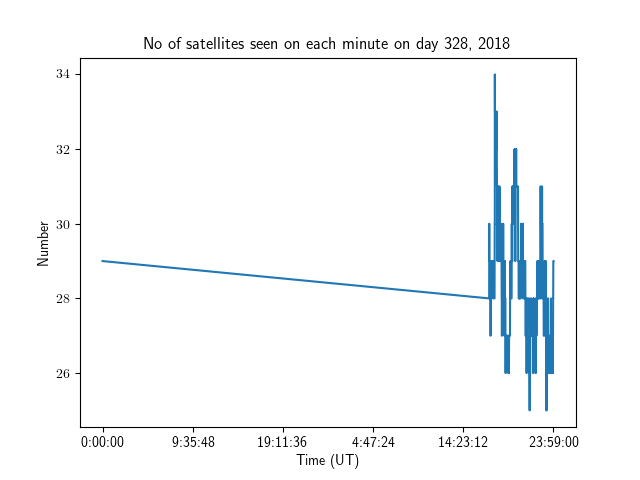 No of satellites seen on each minute on day 328, 2018
34
32
30
28
26
Number
0:00:00 9:35:48 19:11:36 4:47:24 14:23:12 23:59:00
Time (UT)